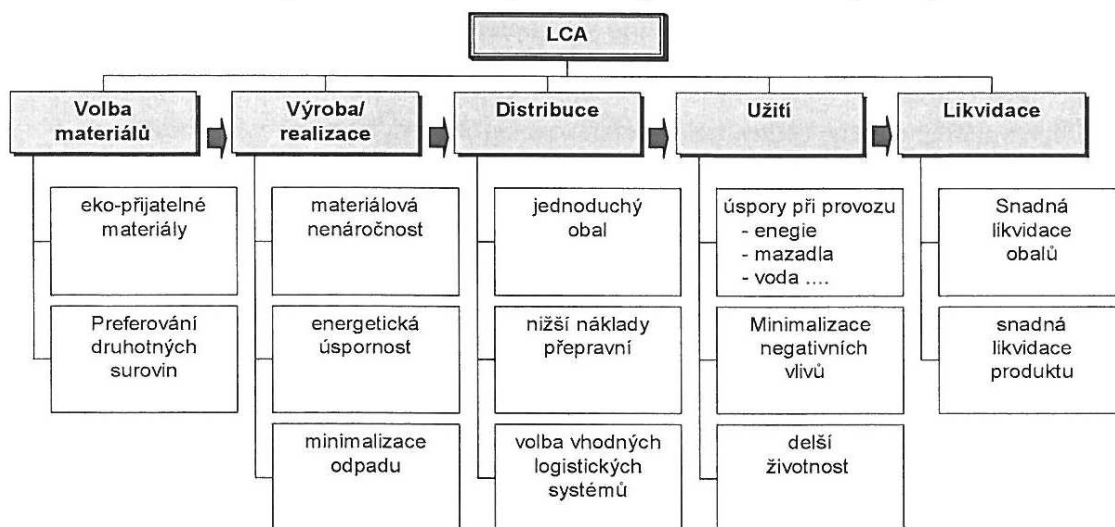 LCA
Volba
materiálů
Výroba/
realizace
Distribuce
Užití
Likvidace
eko-přijatelné
materiály
Preferování
druhotných
surovin
materiálová
nenáročnost
energetická
úspornost
minimalizace
odpadu
jednoduchý
obal
nižší náklady
přepravní
volba vhodných
logistických
systémů
úspory při provozu
- enegie
- mazadla
- voda ....
Minimalizace
negativních
vlivů
delší
životnost
Snadná
likvidace
obalů
snadná
likvidace
produktu